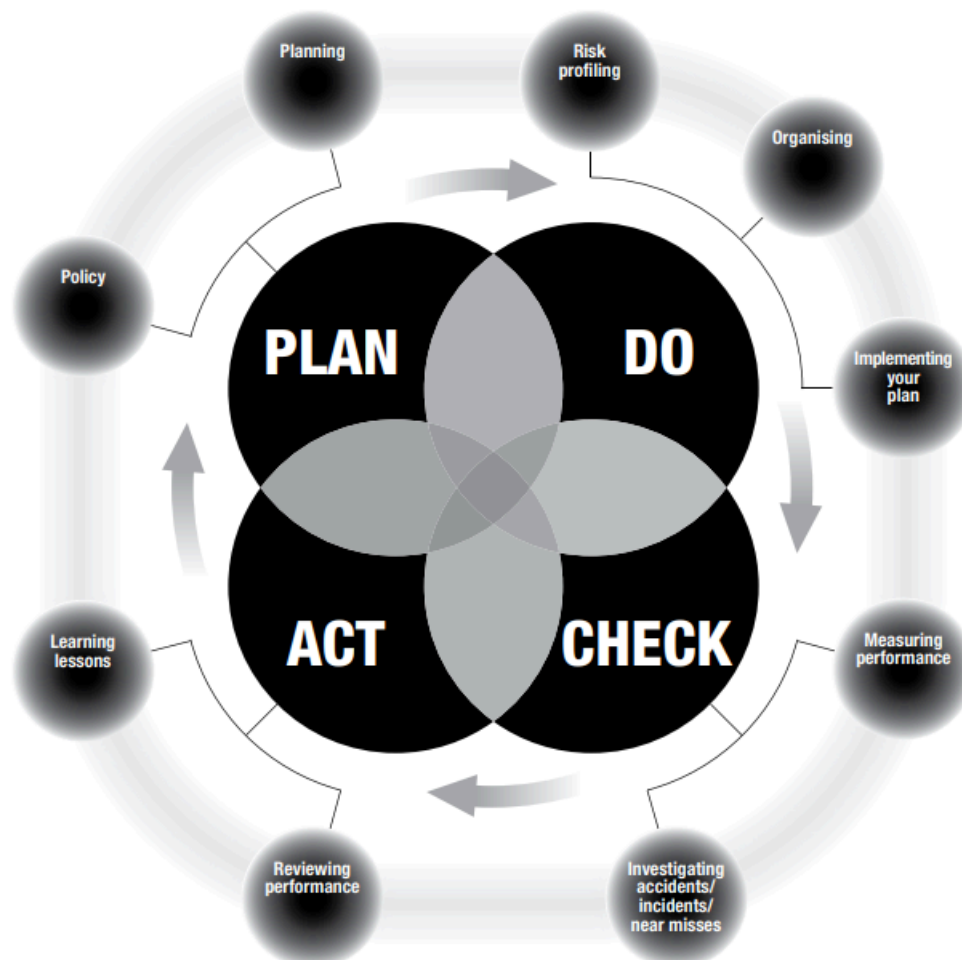 Planning
Risk
profiling
Organising
Policy
PLAN
DO
Implementing
your
plan
Learning
lessons
ACT
CHECK
Measuring
performance
Reviewing
performance
Investigating
accidents/
incidents/
near misses